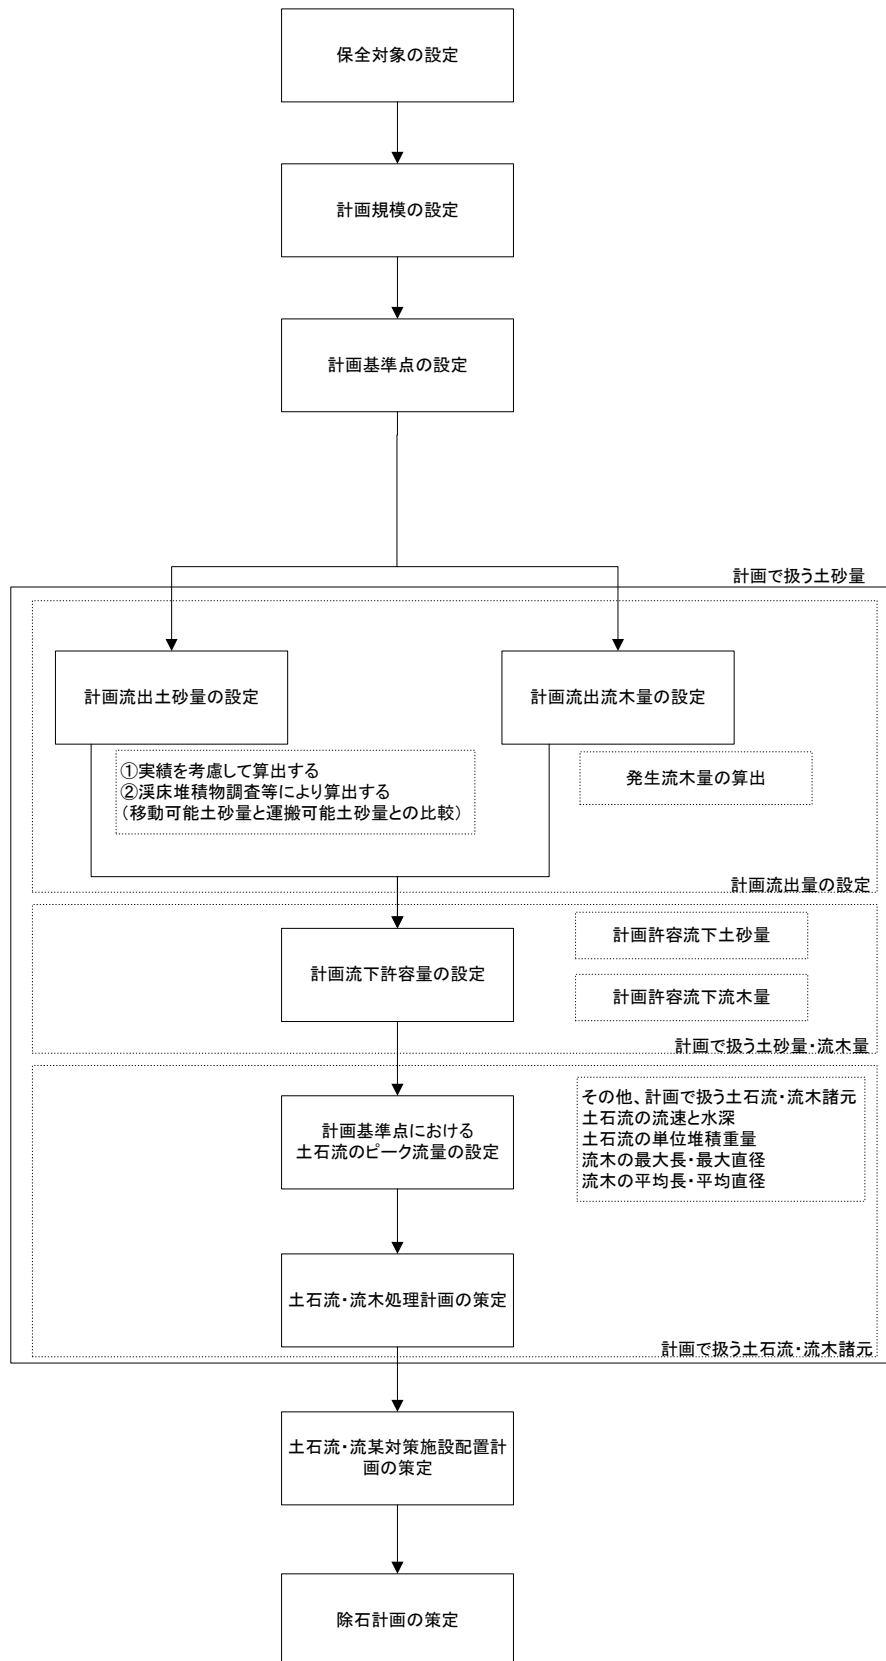 保全対象の設定
計画規模の設定
計画基準点の設定
計画で扱う土砂量
計画流出土砂量の設定
計画流出流木量の設定
①実績を考慮して算出する
②渓床堆積物調査等により算出する
(移動可能土砂量と運搬可能土砂量との比較)
発生流木量の算出
計画流出量の設定
計画流下許容量の設定
計画許容流下土砂量
計画許容流下流木量
計画で扱う土砂量・流木量
計画基準点における
土石流のピーク流量の設定
その他、計画で扱う土石流・流木諸元
土石流の流速と水深
土石流の単位堆積重量
流木の最大長・最大直径
流木の平均長・平均直径
土石流・流木処理計画の策定
計画で扱う土石流・流木諸元
土石流・流某対策施設配置計
画の策定
除石計画の策定